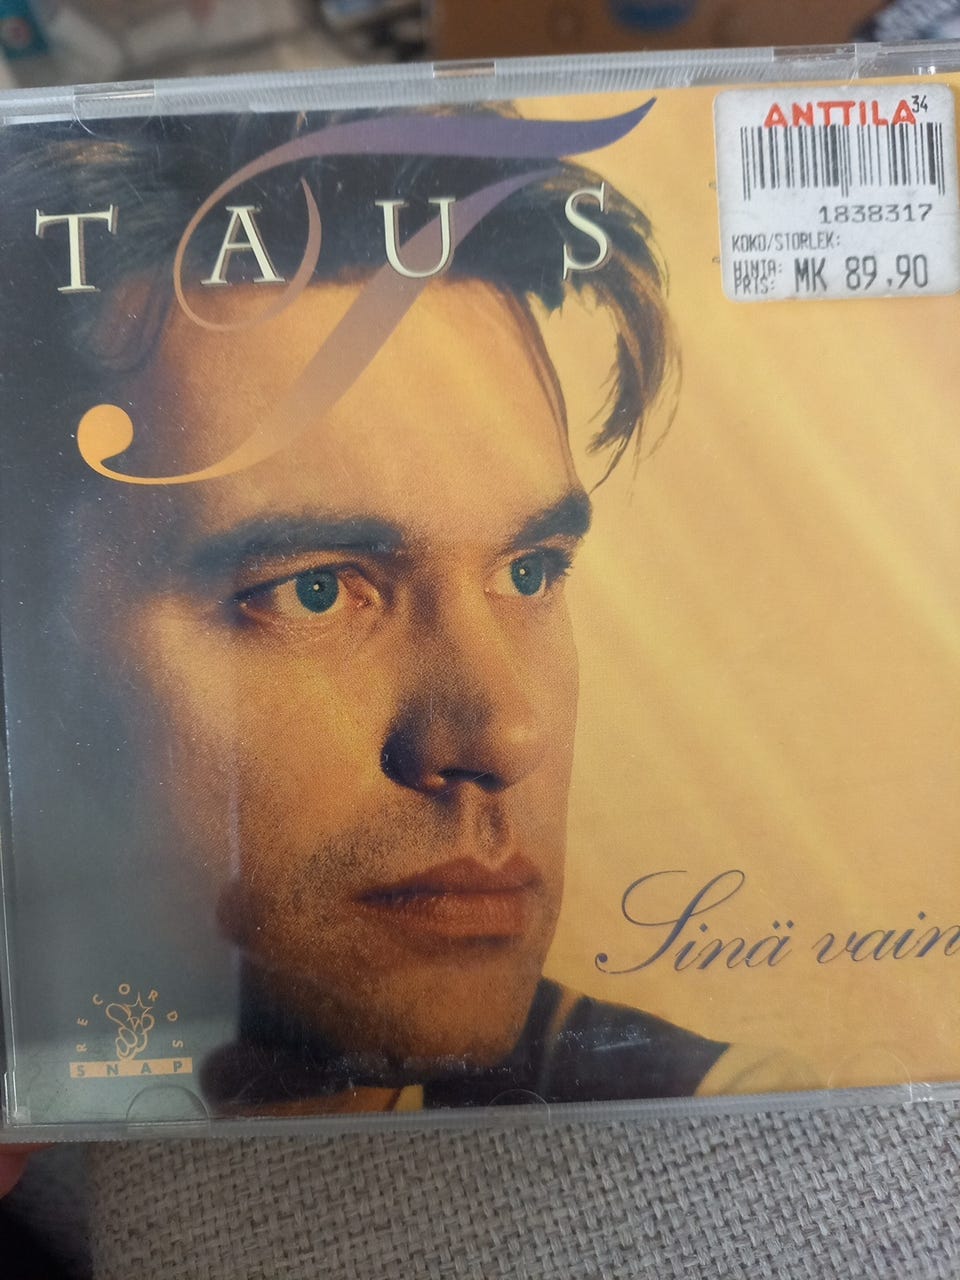 TAUS
ANTTILA 34
1838317
KOKO/STORLEK:
HINTA: MK 89.90
PRIS:
Sinä vain
RECORDS
SNAP